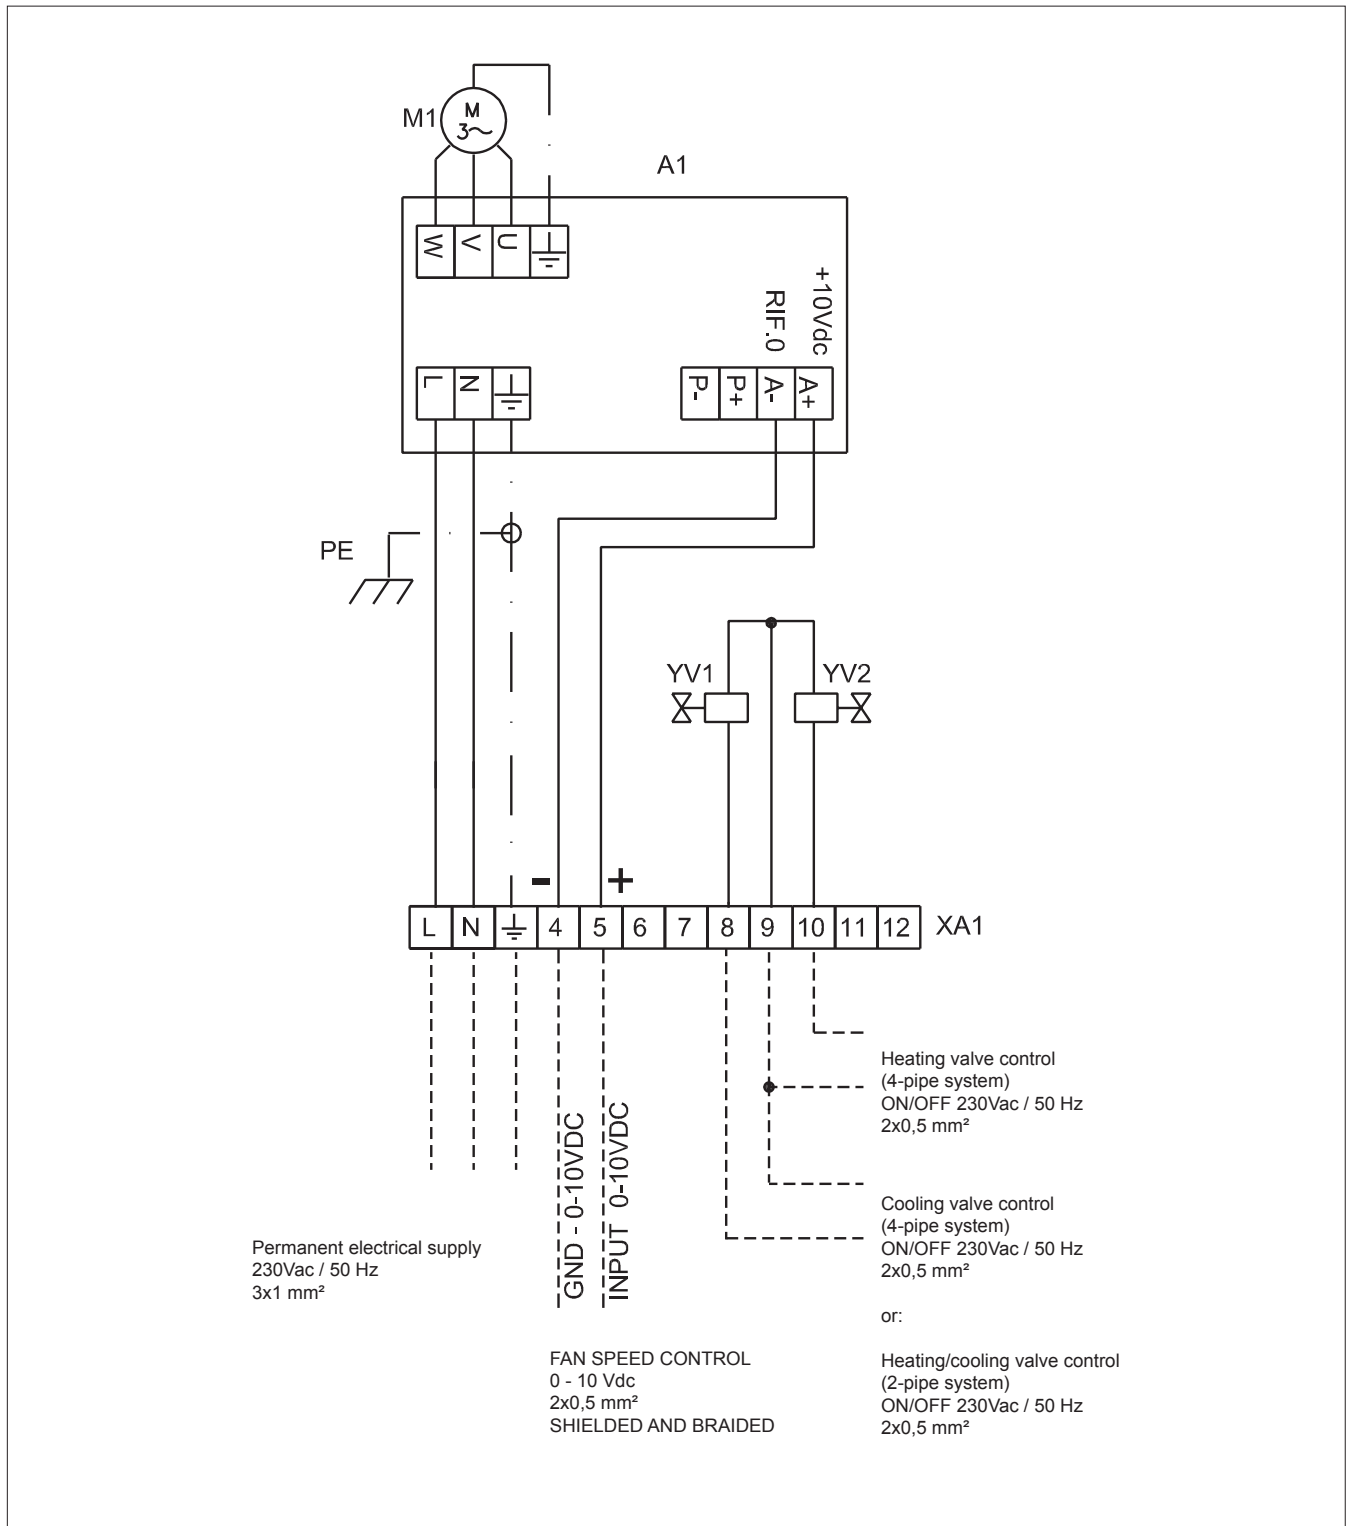 M1
M
3~
A1
W
V
U
+10Vdc
RIF.0
L
N
P-
P+
A-
A+
PE
YV1
YV2
-
+
L
N
4
5
6
7
8
9
10
11
12
XA1
GND - 0-10VDC
INPUT 0-10VDC
Heating valve control
(4-pipe system)
ON/OFF 230Vac / 50 Hz
2x0,5 mm²
Cooling valve control
(4-pipe system)
ON/OFF 230Vac / 50 Hz
2x0,5 mm²
or:
Heating/cooling valve control
(2-pipe system)
ON/OFF 230Vac / 50 Hz
2x0,5 mm²
Permanent electrical supply
230Vac / 50 Hz
3x1 mm²
FAN SPEED CONTROL
0 - 10 Vdc
2x0,5 mm²
SHIELDED AND BRAIDED